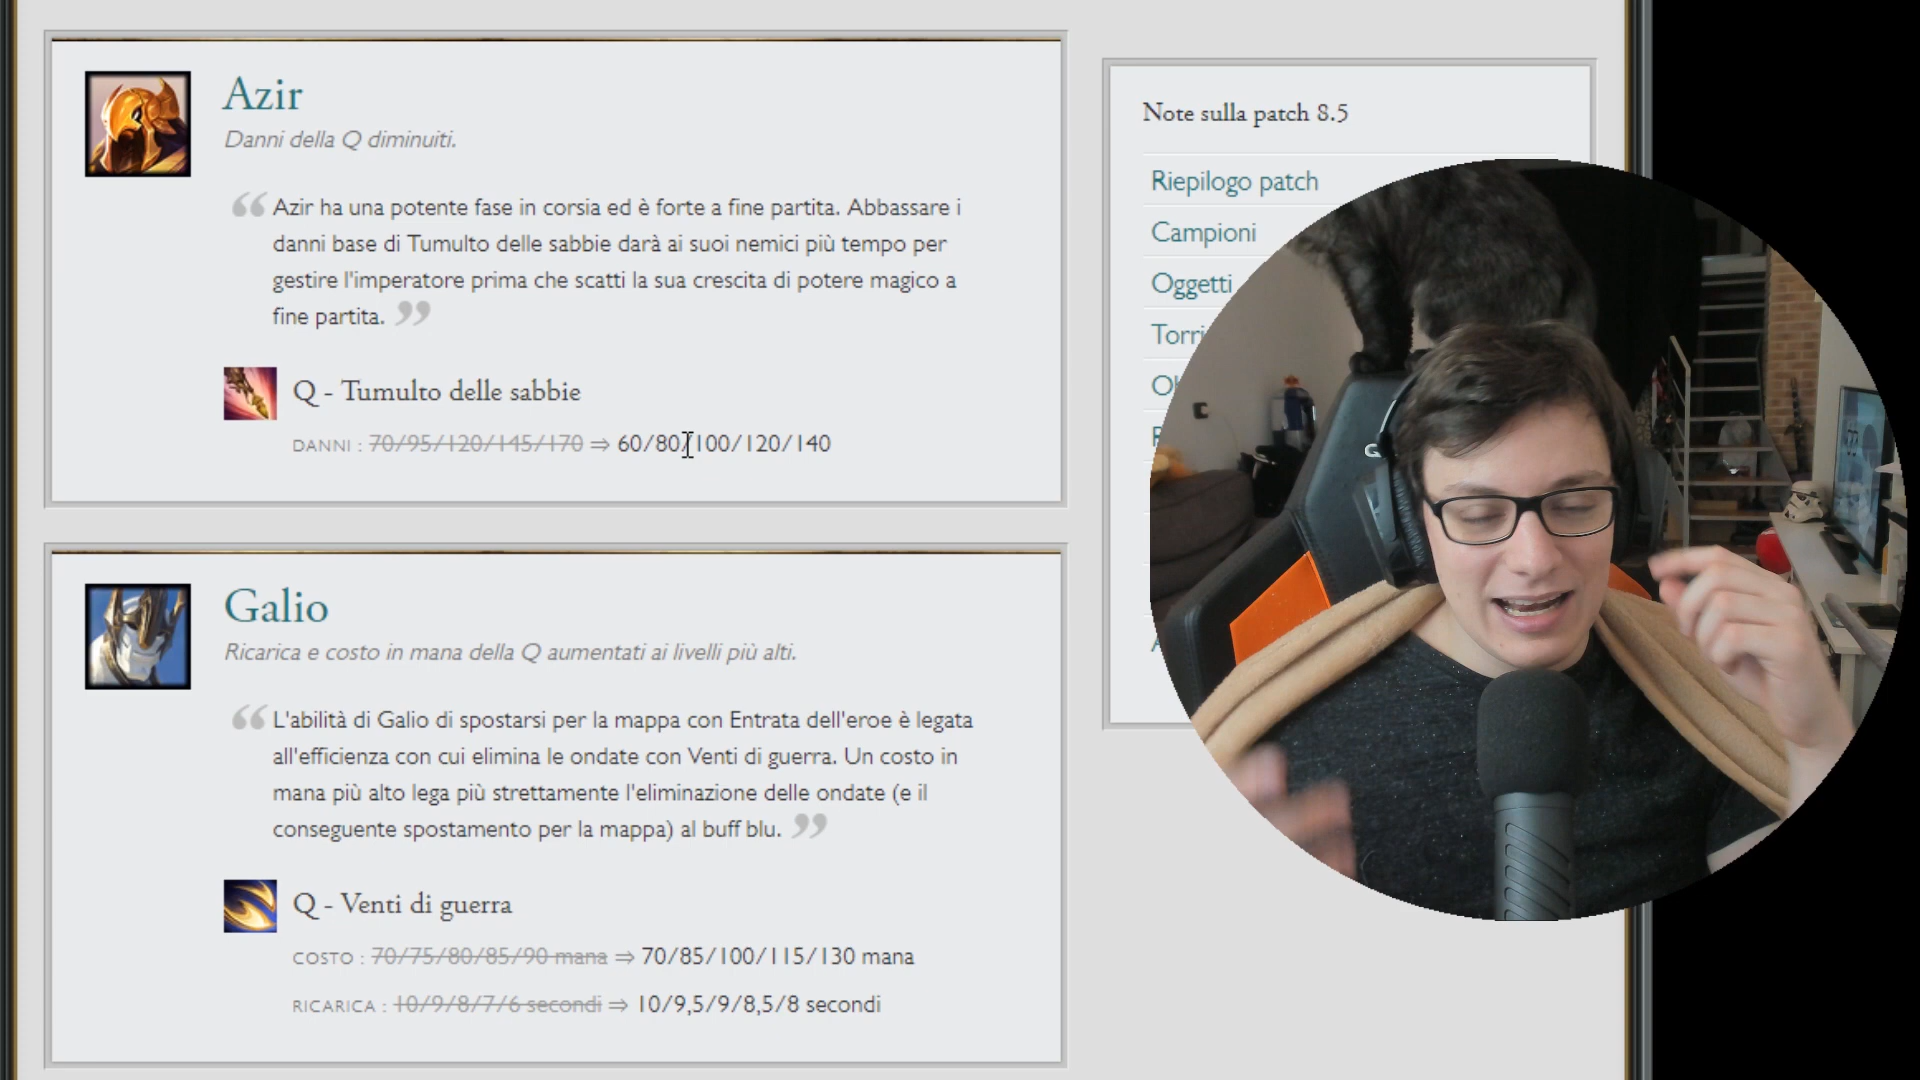 Azir
Danni della Q diminuiti.
“ Azir ha una potente fase in corsia ed è forte a fine partita. Abbassare i
danni base di Tumulto delle sabbie darà ai suoi nemici più tempo per
gestire l'imperatore prima che scatti la sua crescita di potere magico a
fine partita. ”
Q - Tumulto delle sabbie
DANNI : 70/95/120/145/170 ⇒ 60/80/100/120/140
Galio
Ricarica e costo in mana della Q aumentati ai livelli più alti.
“ L'abilità di Galio di spostarsi per la mappa con Entrata dell'eroe è legata
all'efficienza con cui elimina le ondate con Venti di guerra. Un costo in
mana più alto lega più strettamente l'eliminazione delle ondate (e il
conseguente spostamento per la mappa) al buff blu. ”
Q - Venti di guerra
COSTO : 70/75/80/85/90 mana ⇒ 70/85/100/115/130 mana
RICARICA : 10/9/8/7/6 secondi ⇒ 10/9,5/9/8,5/8 secondi
Note sulla patch 8.5
Riepilogo patch
Campioni
Oggetti
Torri